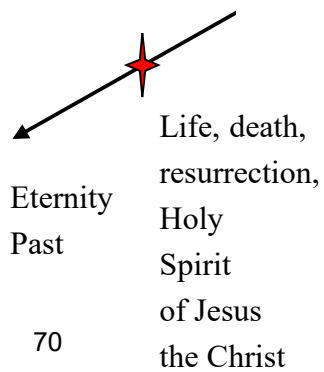 Eternity
Past
Life, death,
resurrection,
Holy
Spirit
of Jesus
the Christ
70